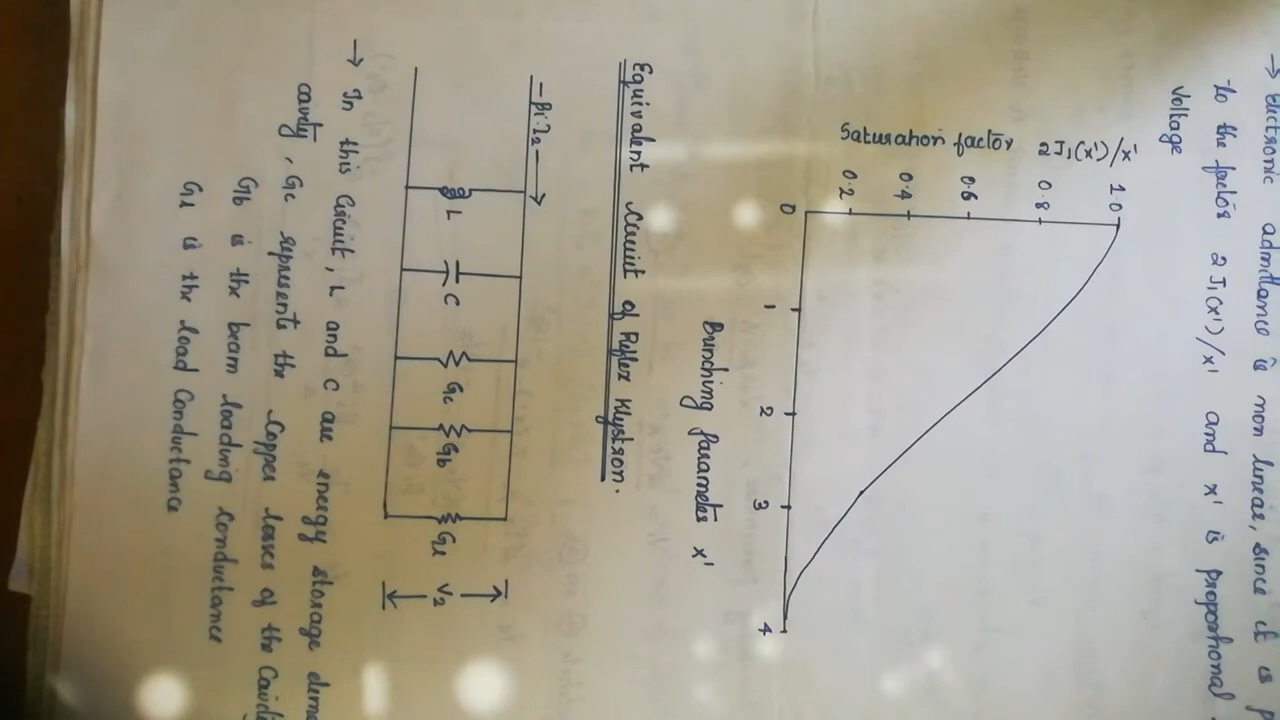 → Electronic admittance is non linear, since it is p
to the factor 2J₁(x')/x' and x' is proportional
voltage
Saturation factor 2J₁(x')/x'
1.0
0.8
0.6
0.4
0.2
0
1
2
3
4
Bunching Parameter x'
Equivalent circuit of Reflex Klystron.
-βi I₂ →
L
C
Gc
Gb
Gl
V₂
→ In this circuit, L and C are energy storage eleme
cavity, Gc represents the copper losses of the Cavit
Gb is the beam loading conductance
Gl is the load Conductance